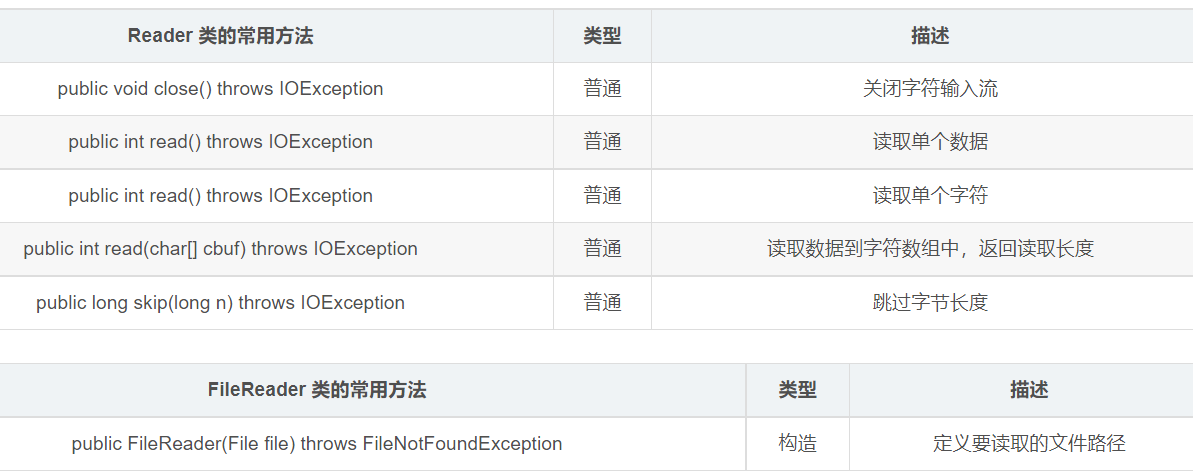 Reader 类的常用方法 类型 描述
public void close() throws IOException 普通 关闭字符输入流
public int read() throws IOException 普通 读取单个数据
public int read() throws IOException 普通 读取单个字符
public int read(char[] cbuf) throws IOException 普通 读取数据到字符数组中，返回读取长度
public long skip(long n) throws IOException 普通 跳过字节长度
FileReader 类的常用方法 类型 描述
public FileReader(File file) throws FileNotFoundException 构造 定义要读取的文件路径